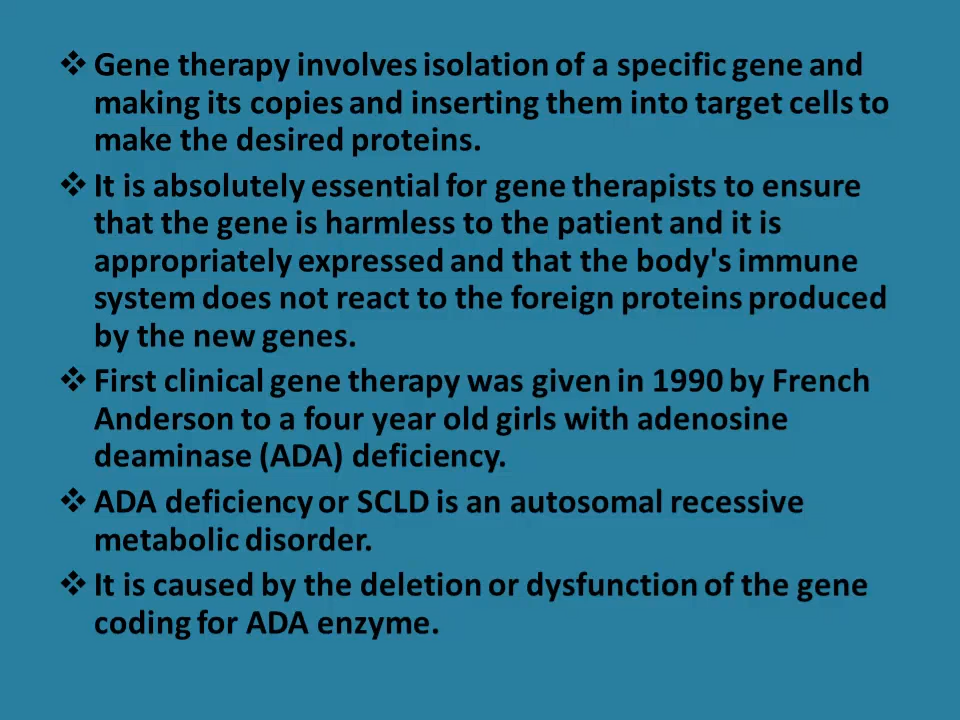 ❖ Gene therapy involves isolation of a specific gene and
making its copies and inserting them into target cells to
make the desired proteins.
❖ It is absolutely essential for gene therapists to ensure
that the gene is harmless to the patient and it is
appropriately expressed and that the body's immune
system does not react to the foreign proteins produced
by the new genes.
❖ First clinical gene therapy was given in 1990 by French
Anderson to a four year old girls with adenosine
deaminase (ADA) deficiency.
❖ ADA deficiency or SCLD is an autosomal recessive
metabolic disorder.
❖ It is caused by the deletion or dysfunction of the gene
coding for ADA enzyme.